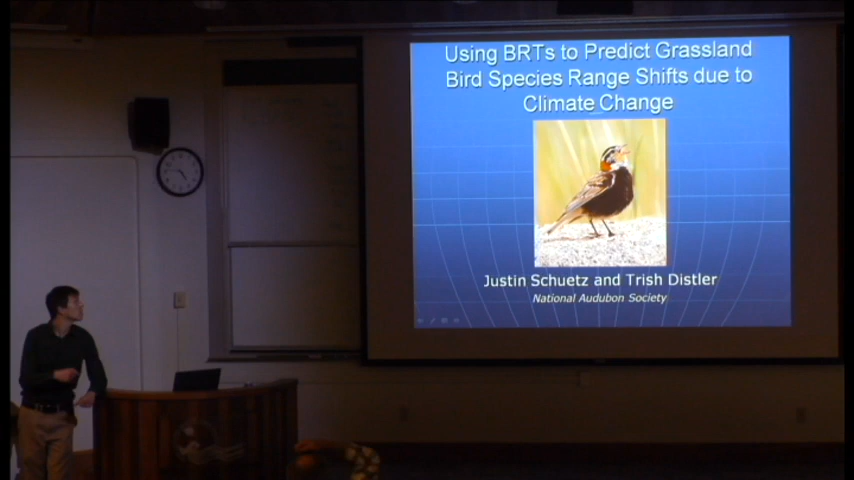 Using BRTs to Predict Grassland
Bird Species Range Shifts due to
Climate Change
Justin Schuetz and Trish Distler
National Audubon Society